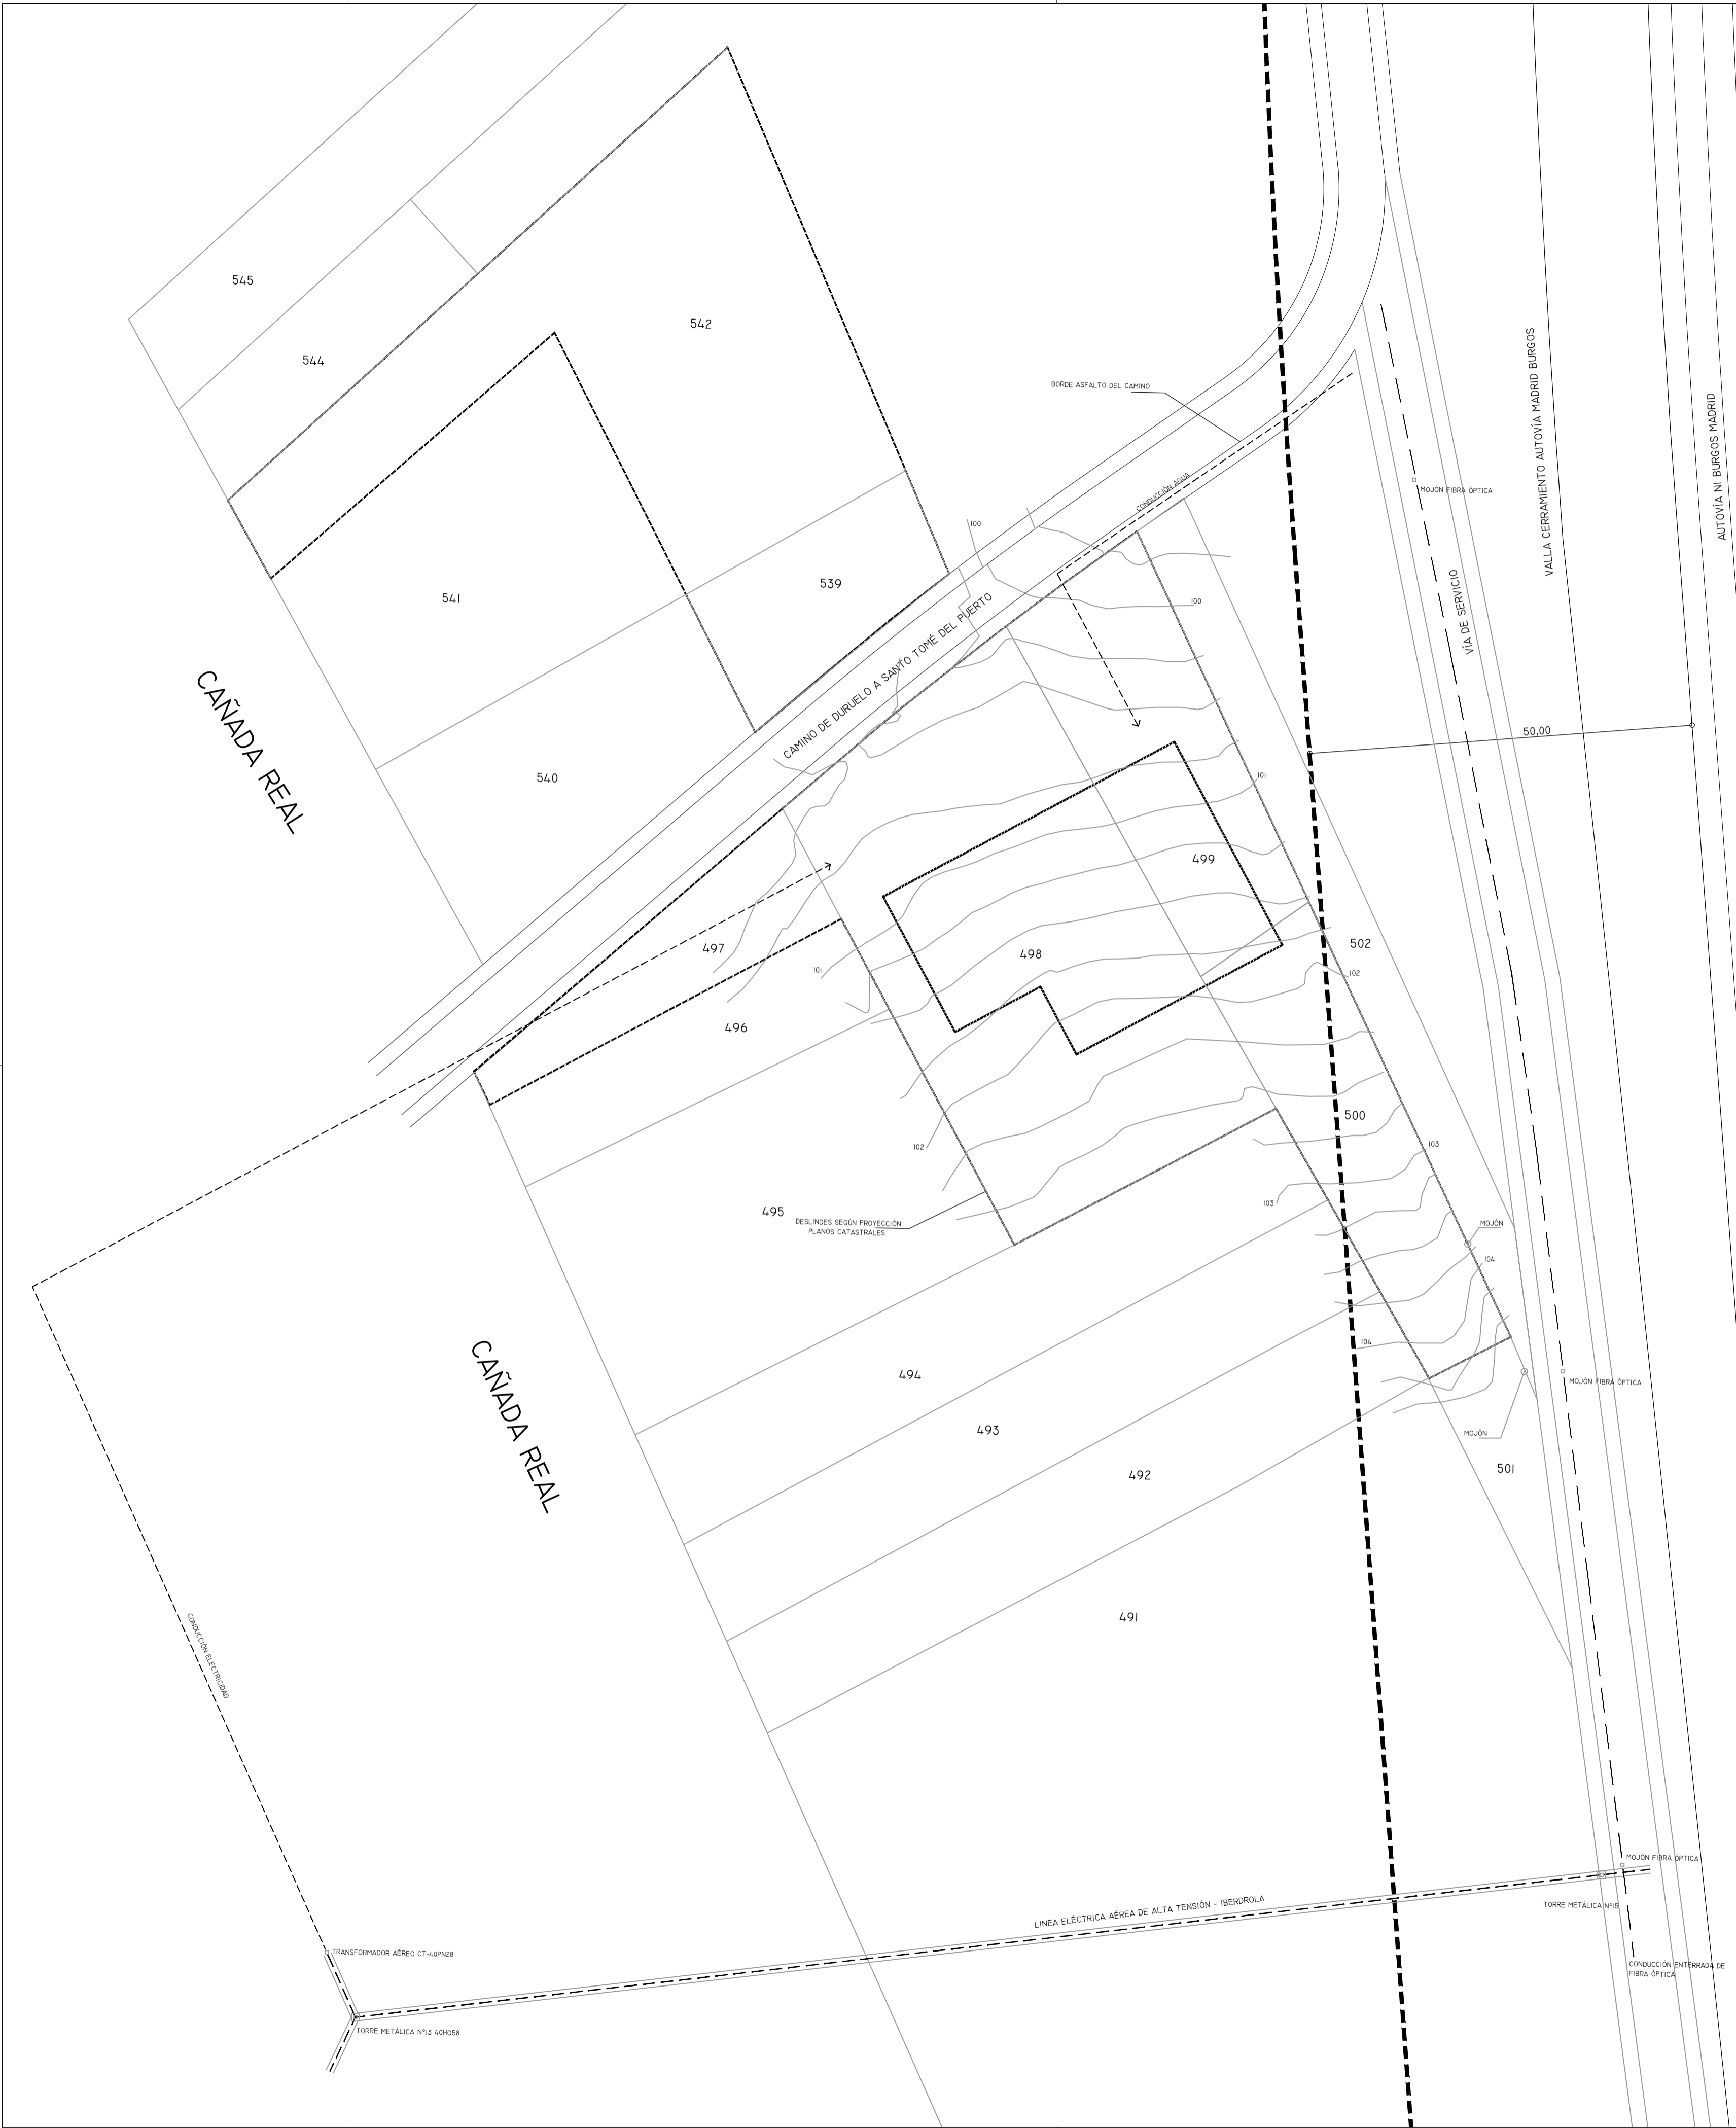 545
542
544
BORDE ASFALTO DEL CAMINO
VALLA CERRAMIENTO AUTOVÍA MADRID BURGOS
AUTOVÍA NI BURGOS MADRID
CONDUCCIÓN AGUA
MOJÓN FIBRA ÓPTICA
100
539
541
100
VÍA DE SERVICIO
CAMINO DE DURUELO A SANTO TOMÉ DEL PUERTO
CAÑADA REAL
50,00
540
101
499
497
498
502
101
102
496
500
102
103
495
DESLINDES SEGÚN PROYECCIÓN
PLANOS CATASTRALES
103
MOJÓN
104
104
494
CAÑADA REAL
MOJÓN FIBRA ÓPTICA
493
MOJÓN
492
501
491
CONDUCCIÓN ELECTRICIDAD
MOJÓN FIBRA ÓPTICA
LINEA ELÉCTRICA AÉREA DE ALTA TENSIÓN - IBERDROLA
TORRE METÁLICA Nº15
TRANSFORMADOR AÉREO CT-40PN28
CONDUCCIÓN ENTERRADA DE
FIBRA ÓPTICA
TORRE METÁLICA Nº13 40HQ58